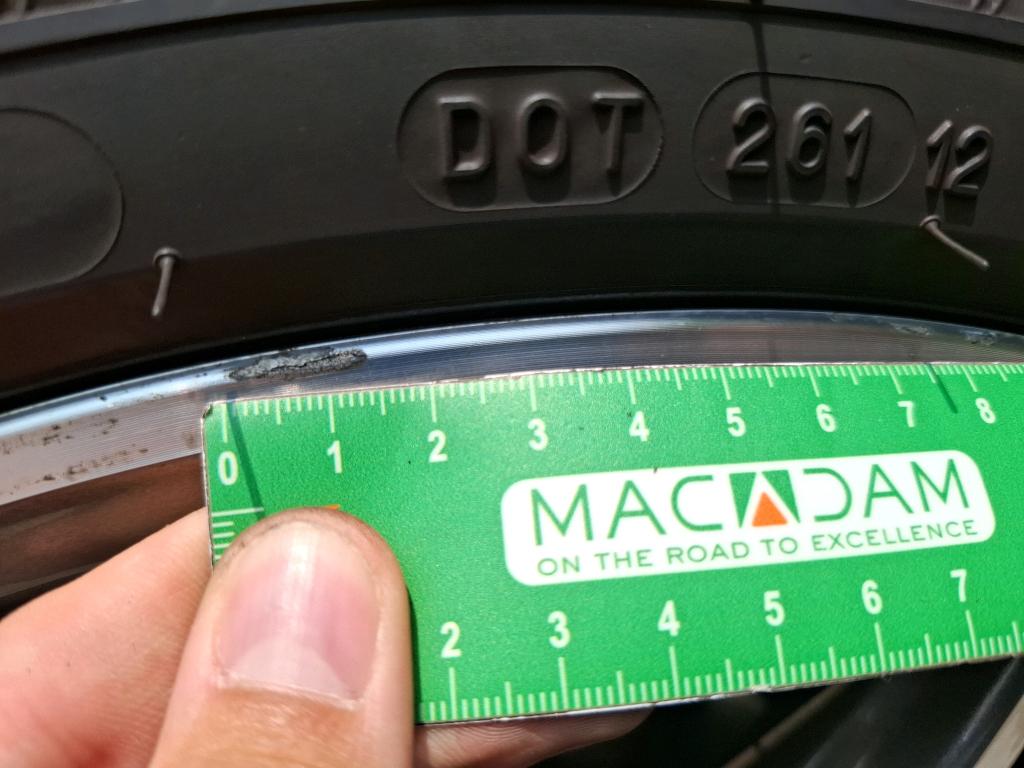 DOT 261 12
0 1 2 3 4 5 6 7 8
MACADAM
ON THE ROAD TO EXCELLENCE
2 3 4 5 6 7